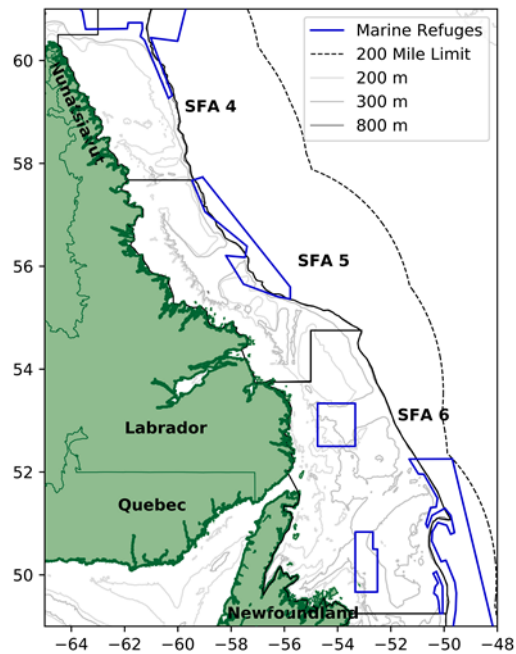 Marine Refuges
200 Mile Limit
200 m
300 m
800 m
Nunatsiavut
SFA 4
SFA 5
SFA 6
Labrador
Quebec
Newfoundland
60
58
56
54
52
50
−64 −62 −60 −58 −56 −54 −52 −50 −48